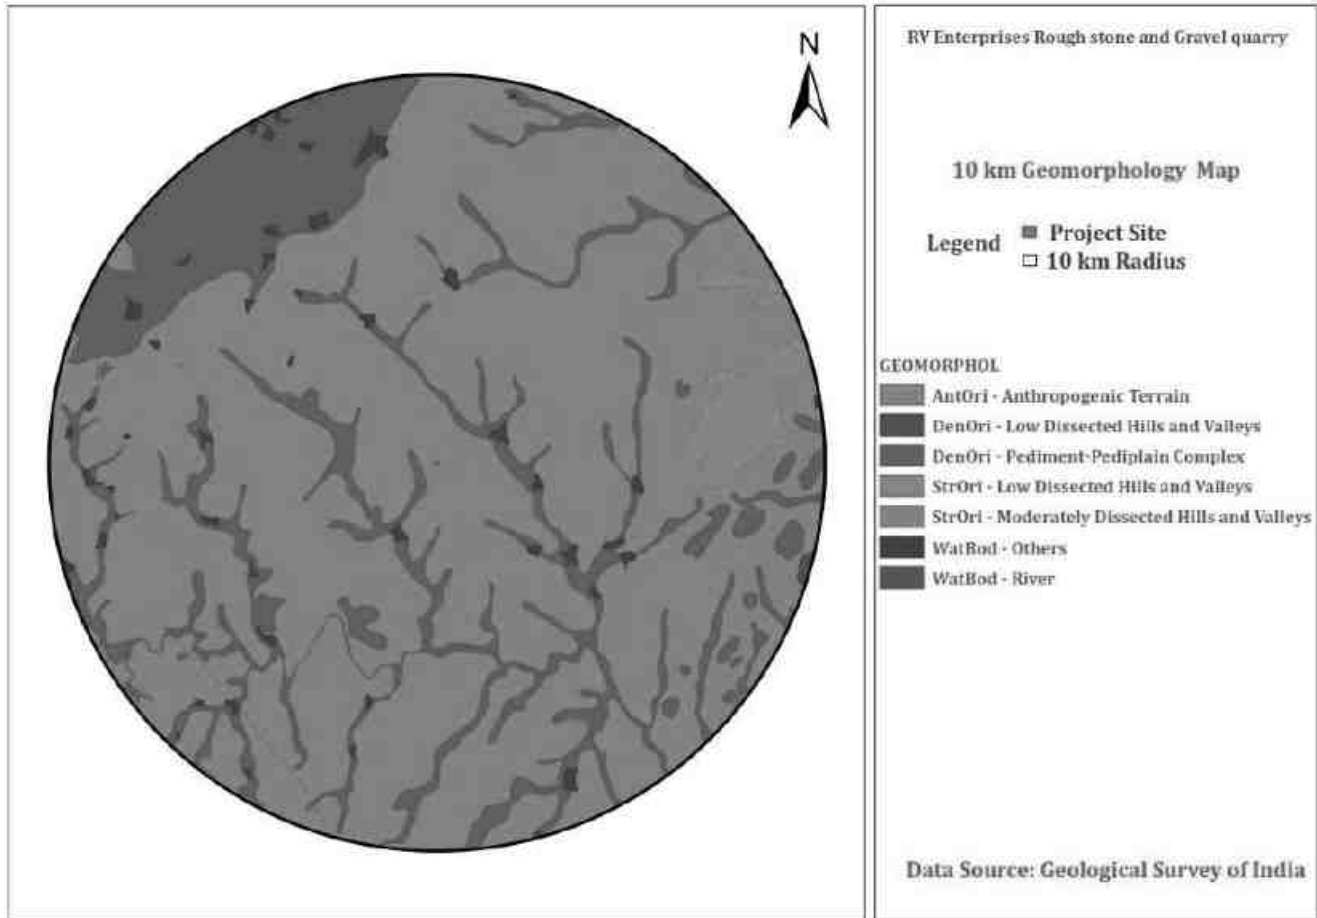 N
RV Enterprises Rough stone and Gravel quarry
10 km Geomorphology Map
Legend
Project Site
10 km Radius
GEOMORPHOL
AntOri - Anthropogenic Terrain
DenOri - Low Dissected Hills and Valleys
DenOri - Pediment-Pediplain Complex
StrOri - Low Dissected Hills and Valleys
StrOri - Moderately Dissected Hills and Valleys
WatBod - Others
WatBod - River
Data Source: Geological Survey of India